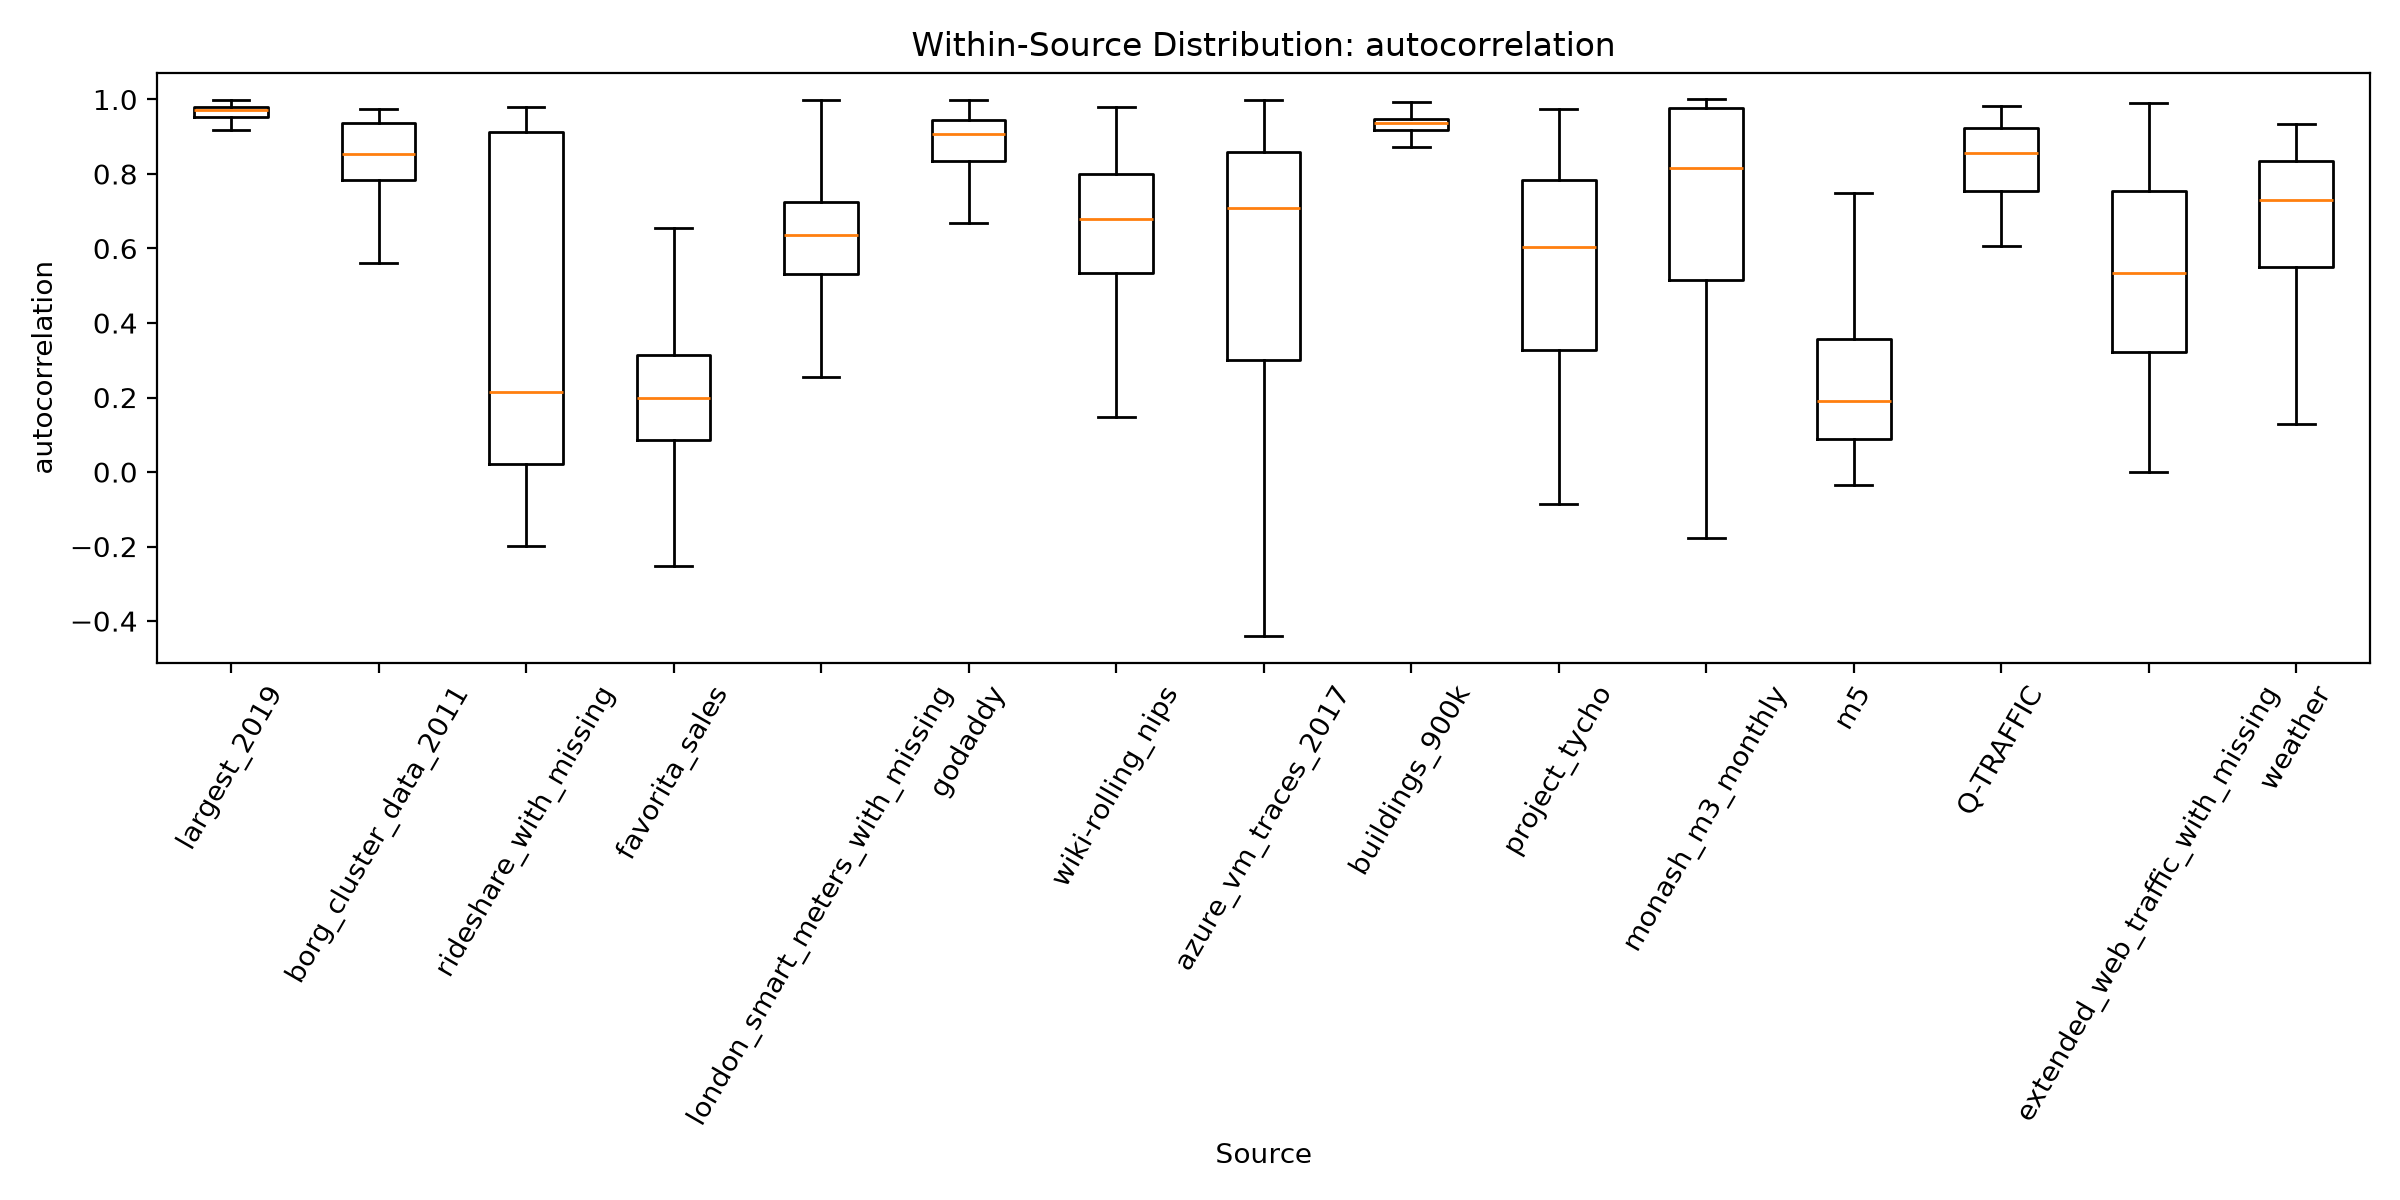 Within-Source Distribution: autocorrelation
autocorrelation
1.0
0.8
0.6
0.4
0.2
0.0
−0.2
−0.4
largest_2019
borg_cluster_data_2011
rideshare_with_missing
favorita_sales
london_smart_meters_with_missing
godaddy
wiki-rolling_nips
azure_vm_traces_2017
buildings_900k
project_tycho
monash_m3_monthly
m5
Q-TRAFFIC
extended_web_traffic_with_missing
weather
Source